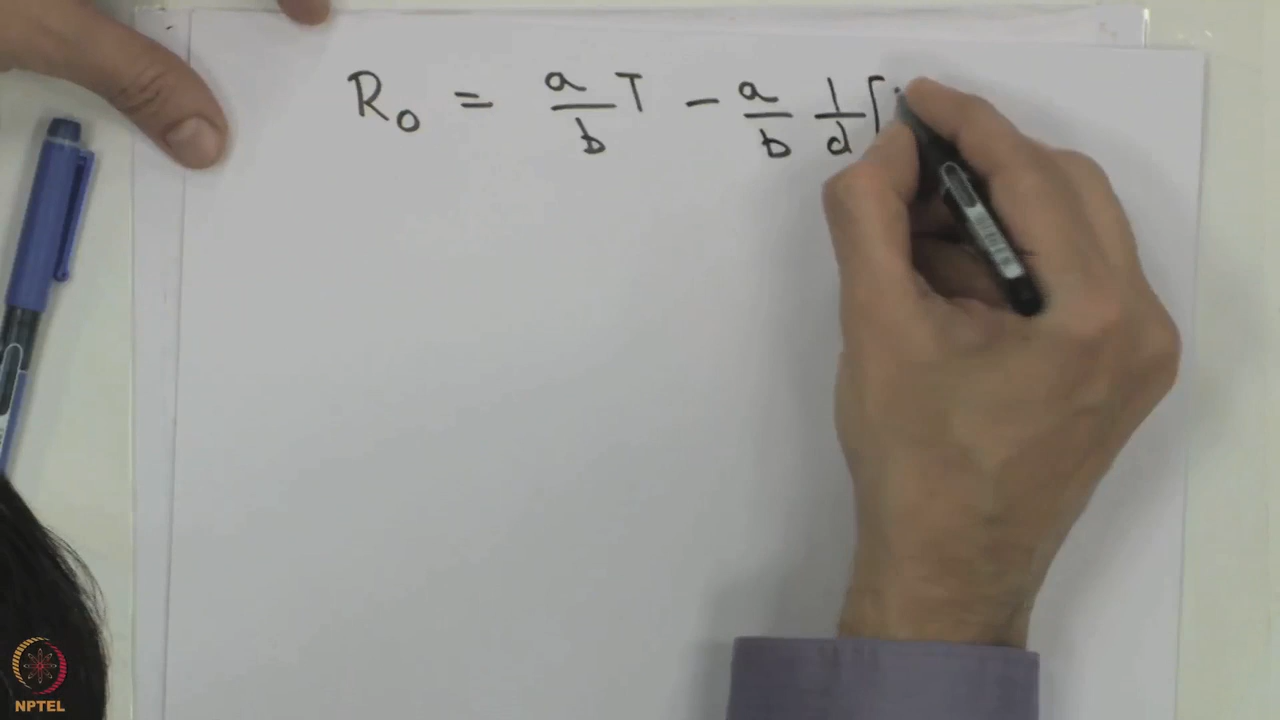 R₀ = a/b T - a/b 1/d [
NPTEL